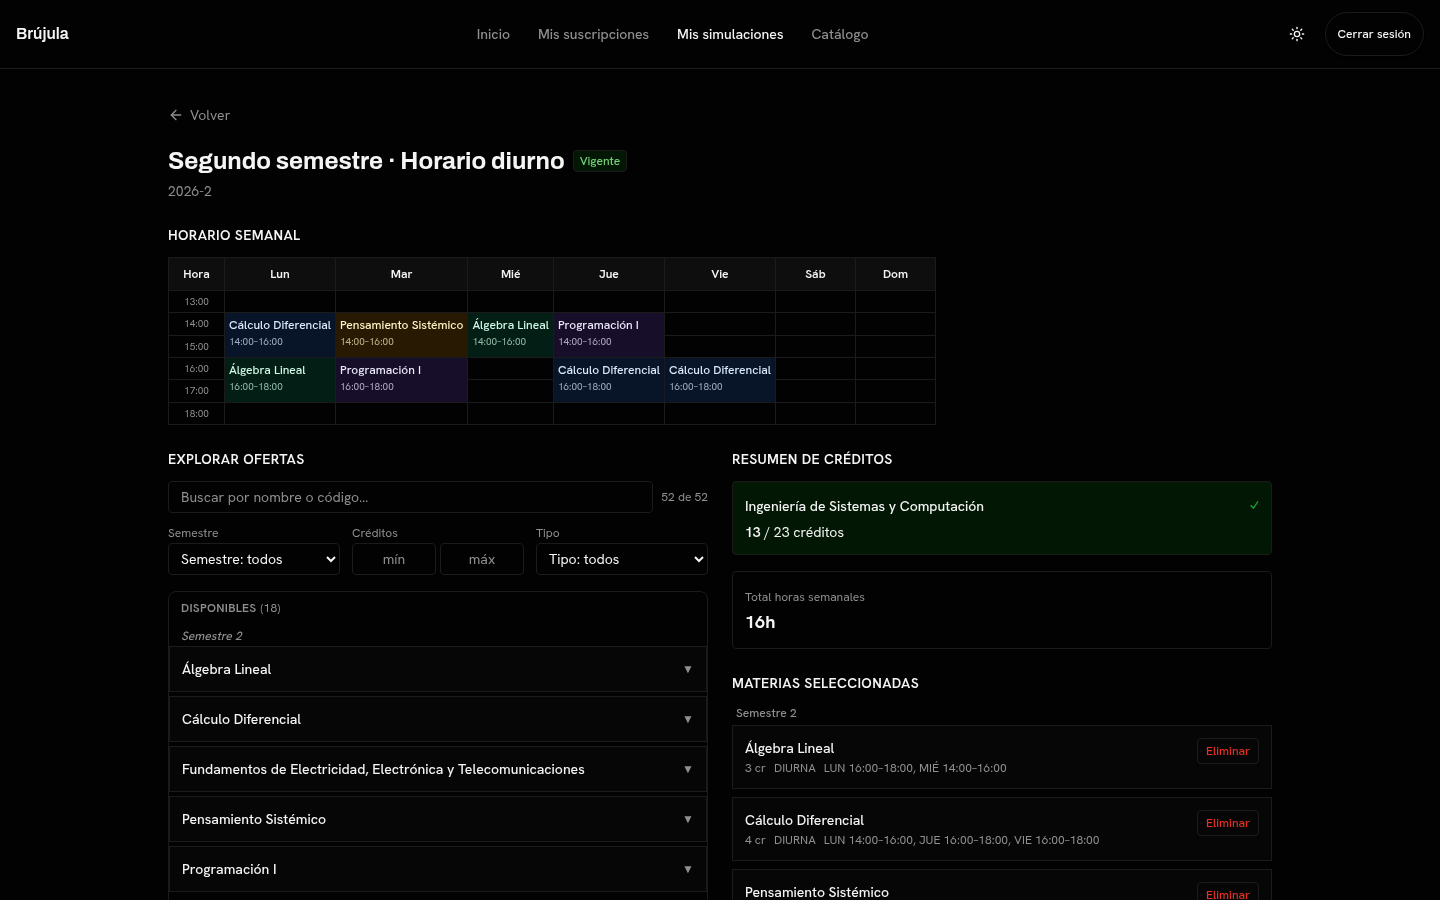 Brújula
Inicio Mis suscripciones Mis simulaciones Catálogo
Cerrar sesión
Volver
Segundo semestre · Horario diurno Vigente
2026-2
HORARIO SEMANAL
Hora Lun Mar Mié Jue Vie Sáb Dom
13:00
14:00 Cálculo Diferencial Pensamiento Sistémico Álgebra Lineal Programación I
14:00–16:00 14:00–16:00 14:00–16:00 14:00–16:00
15:00
16:00 Álgebra Lineal Programación I Cálculo Diferencial Cálculo Diferencial
16:00–18:00 16:00–18:00 16:00–18:00 16:00–18:00
17:00
18:00
EXPLORAR OFERTAS
Buscar por nombre o código... 52 de 52
Semestre Créditos Tipo
Semestre: todos mín máx Tipo: todos
DISPONIBLES (18)
Semestre 2
Álgebra Lineal
Cálculo Diferencial
Fundamentos de Electricidad, Electrónica y Telecomunicaciones
Pensamiento Sistémico
Programación I
RESUMEN DE CRÉDITOS
Ingeniería de Sistemas y Computación
13 / 23 créditos
Total horas semanales
16h
MATERIAS SELECCIONADAS
Semestre 2
Álgebra Lineal Eliminar
3 cr DIURNA LUN 16:00–18:00, MIÉ 14:00–16:00
Cálculo Diferencial Eliminar
4 cr DIURNA LUN 14:00–16:00, JUE 16:00–18:00, VIE 16:00–18:00
Pensamiento Sistémico Eliminar